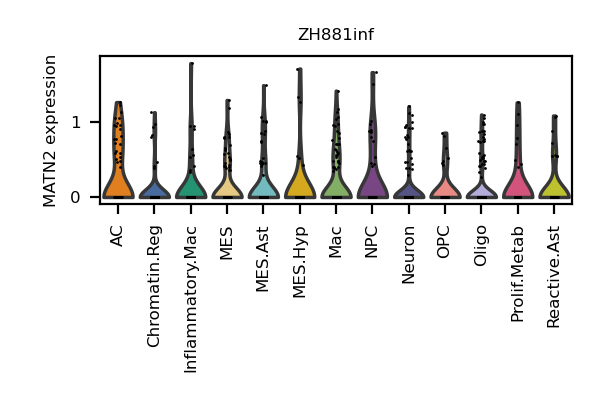 ZH881inf
MATN2 expression
1
0
AC
Chromatin.Reg
Inflammatory.Mac
MES
MES.Ast
MES.Hyp
Mac
NPC
Neuron
OPC
Oligo
Prolif.Metab
Reactive.Ast